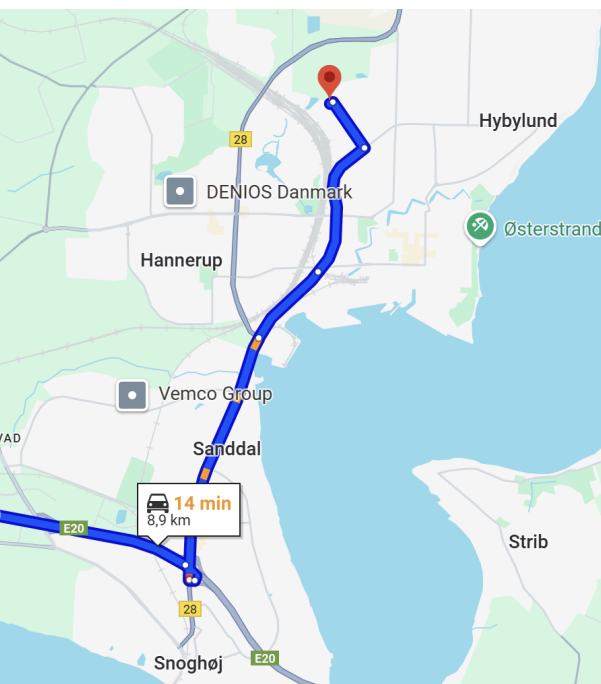 Hybylund
28
DENIOS Danmark
Østerstrand
Hannerup
Vemco Group
VAD
Sanddal
14 min
8,9 km
E20
Strib
28
E20
Snoghøj